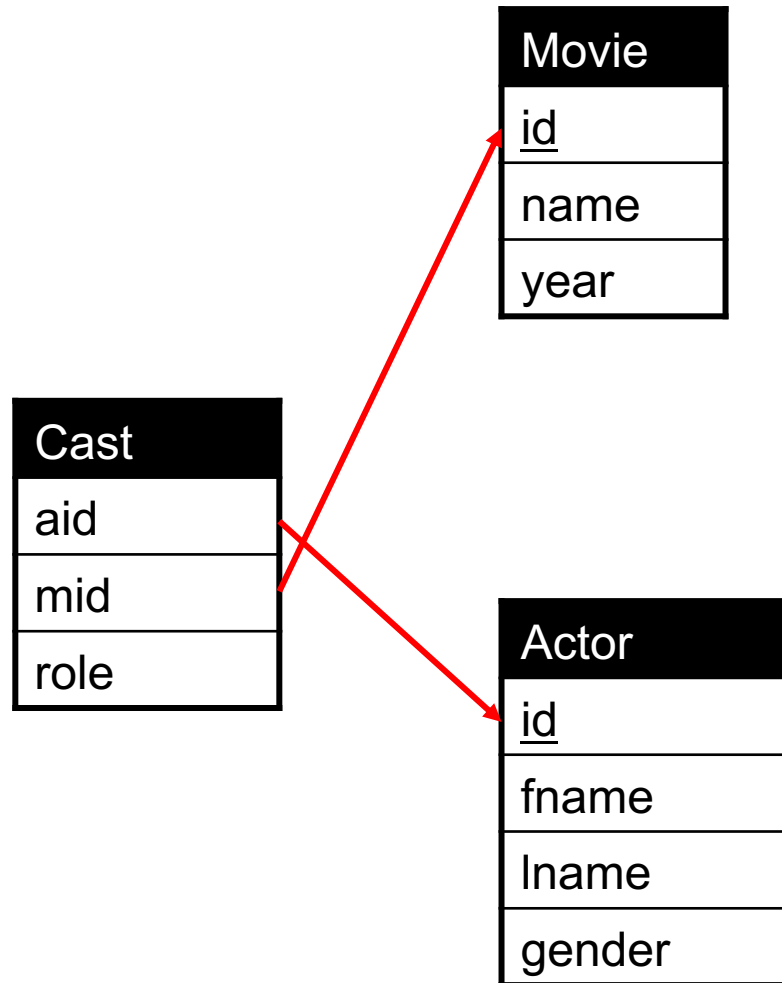 Movie
id
name
year
Cast
aid
mid
role
Actor
id
fname
lname
gender